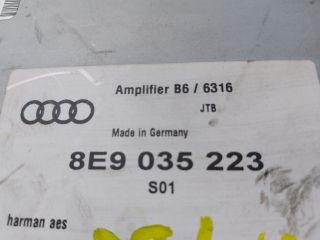 Amplifier B6 / 6316
JTB
Made in Germany
8E9 035 223
S01
harman aes